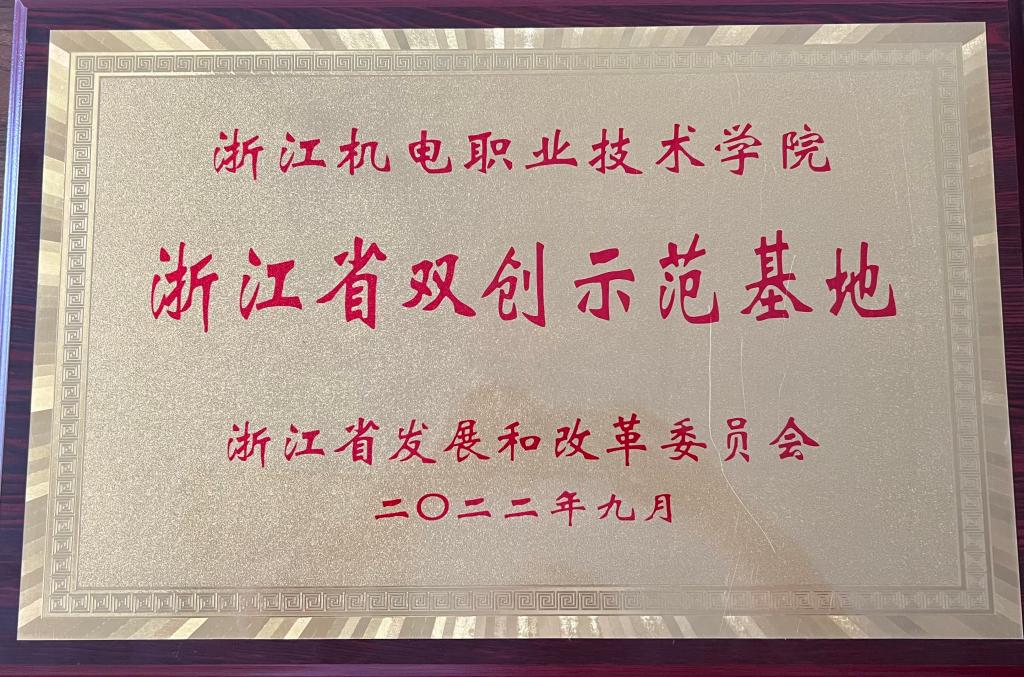 浙江机电职业技术学院
浙江省双创示范基地
浙江省发展和改革委员会
二〇二二年九月